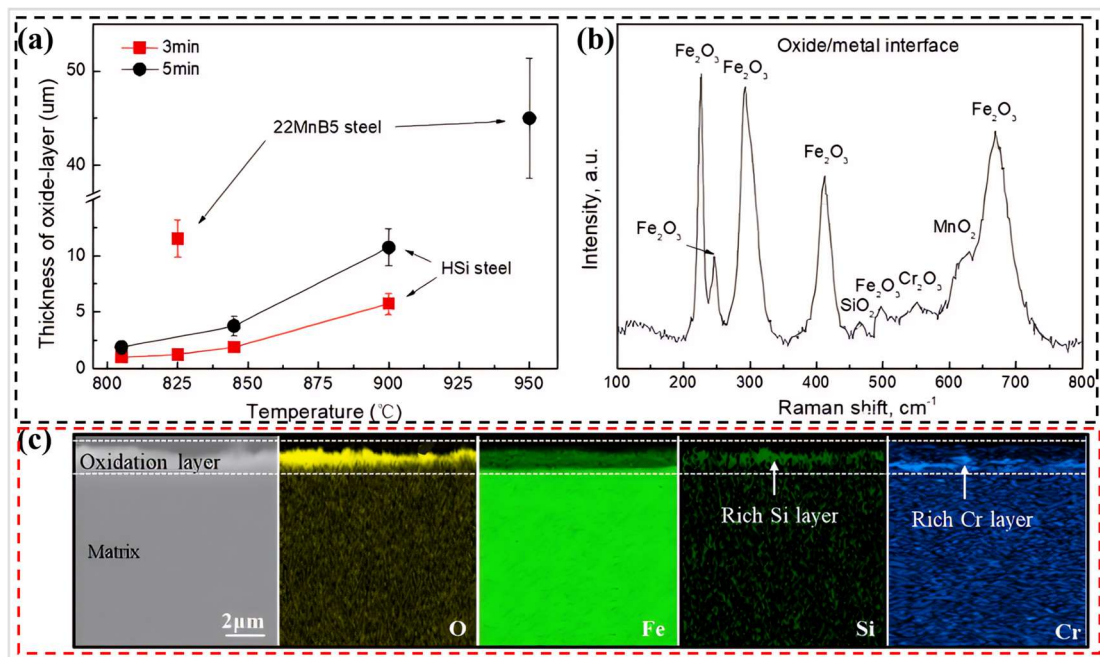 (a)
3min
5min
Thickness of oxide-layer (um)
50
40
10
5
0
22MnB5 steel
HSi steel
800 825 850 875 900 925 950
Temperature (℃)
(b)
Oxide/metal interface
Intensity, a.u.
Fe₂O₃
Fe₂O₃
Fe₂O₃
Fe₂O₃
Fe₂O₃
MnO₂
Fe₂O₃
Cr₂O₃
SiO₂
100 200 300 400 500 600 700 800
Raman shift, cm⁻¹
(c)
Oxidation layer
Matrix
2μm
O
Fe
Rich Si layer
Si
Rich Cr layer
Cr